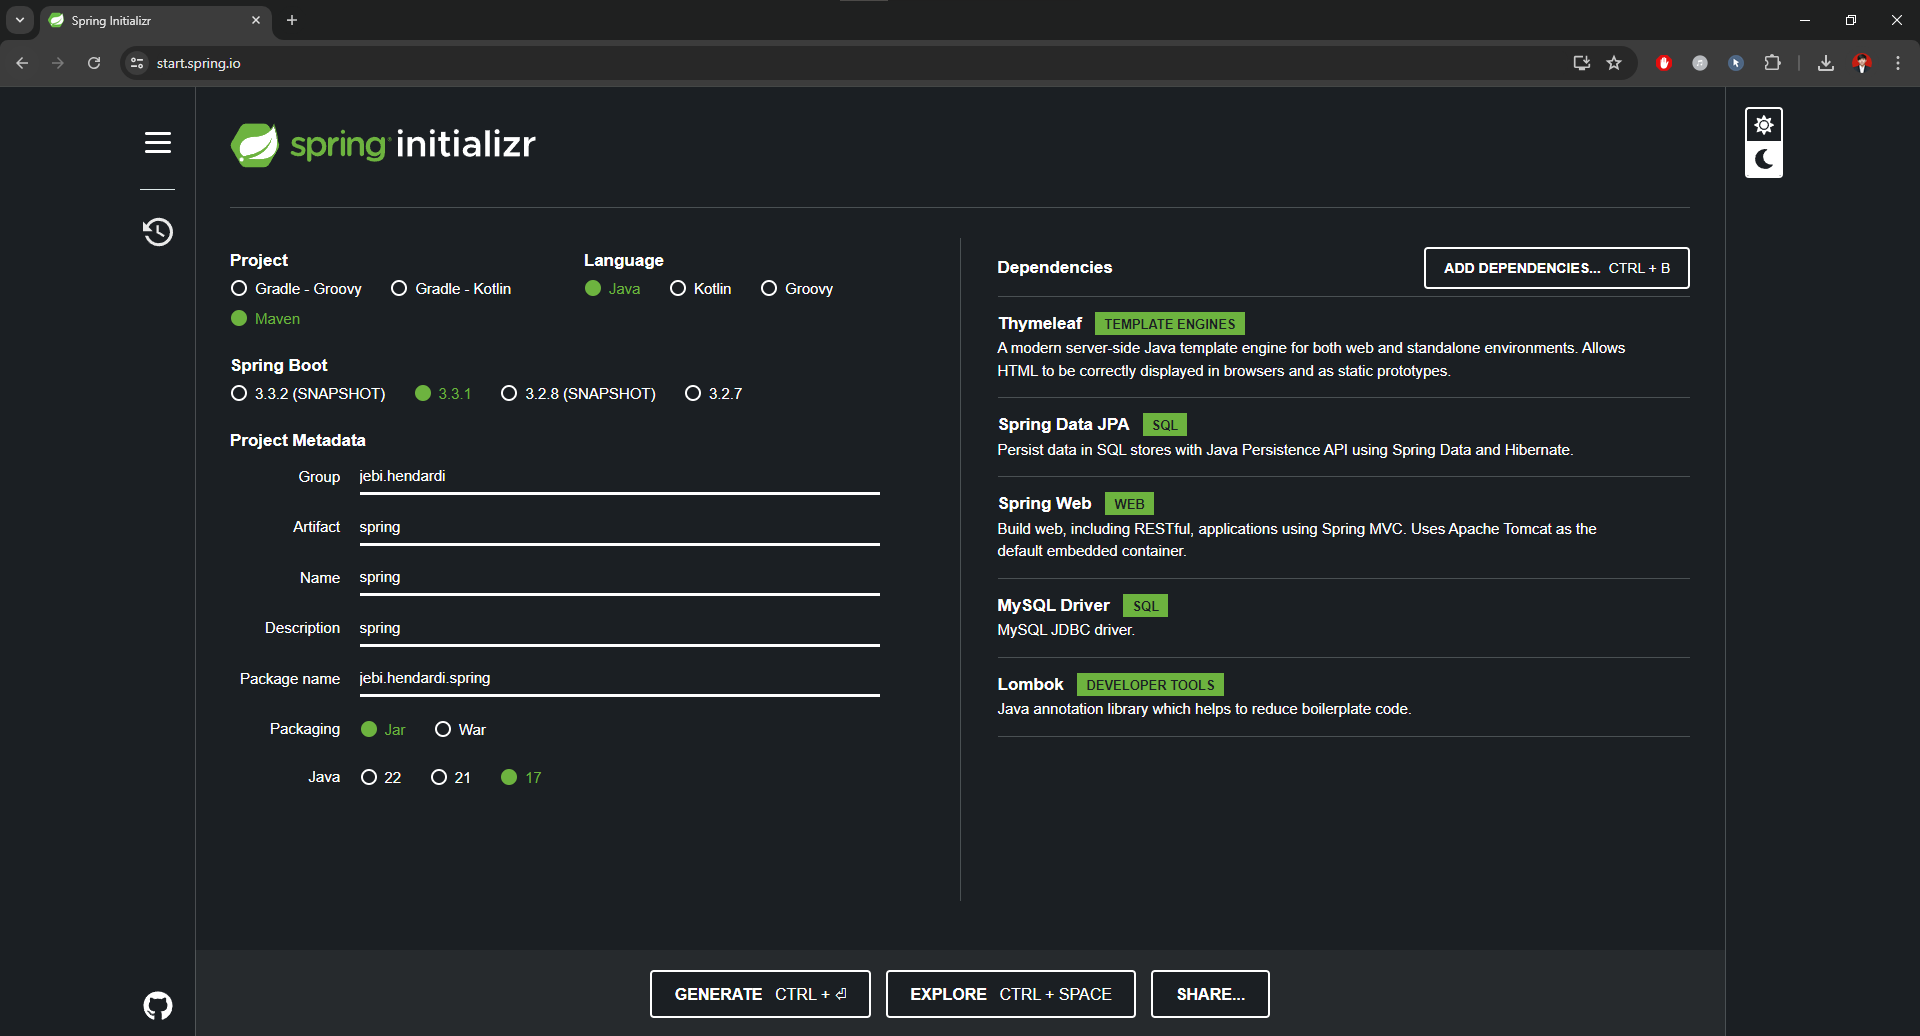 Spring Initializr
start.spring.io
spring initializr
Project
Gradle - Groovy Gradle - Kotlin
Maven
Language
Java Kotlin Groovy
Spring Boot
3.3.2 (SNAPSHOT) 3.3.1 3.2.8 (SNAPSHOT) 3.2.7
Project Metadata
Group jebi.hendardi
Artifact spring
Name spring
Description spring
Package name jebi.hendardi.spring
Packaging Jar War
Java 22 21 17
Dependencies
ADD DEPENDENCIES... CTRL + B
Thymeleaf TEMPLATE ENGINES
A modern server-side Java template engine for both web and standalone environments. Allows
HTML to be correctly displayed in browsers and as static prototypes.
Spring Data JPA SQL
Persist data in SQL stores with Java Persistence API using Spring Data and Hibernate.
Spring Web WEB
Build web, including RESTful, applications using Spring MVC. Uses Apache Tomcat as the
default embedded container.
MySQL Driver SQL
MySQL JDBC driver.
Lombok DEVELOPER TOOLS
Java annotation library which helps to reduce boilerplate code.
GENERATE CTRL + ⏎
EXPLORE CTRL + SPACE
SHARE...